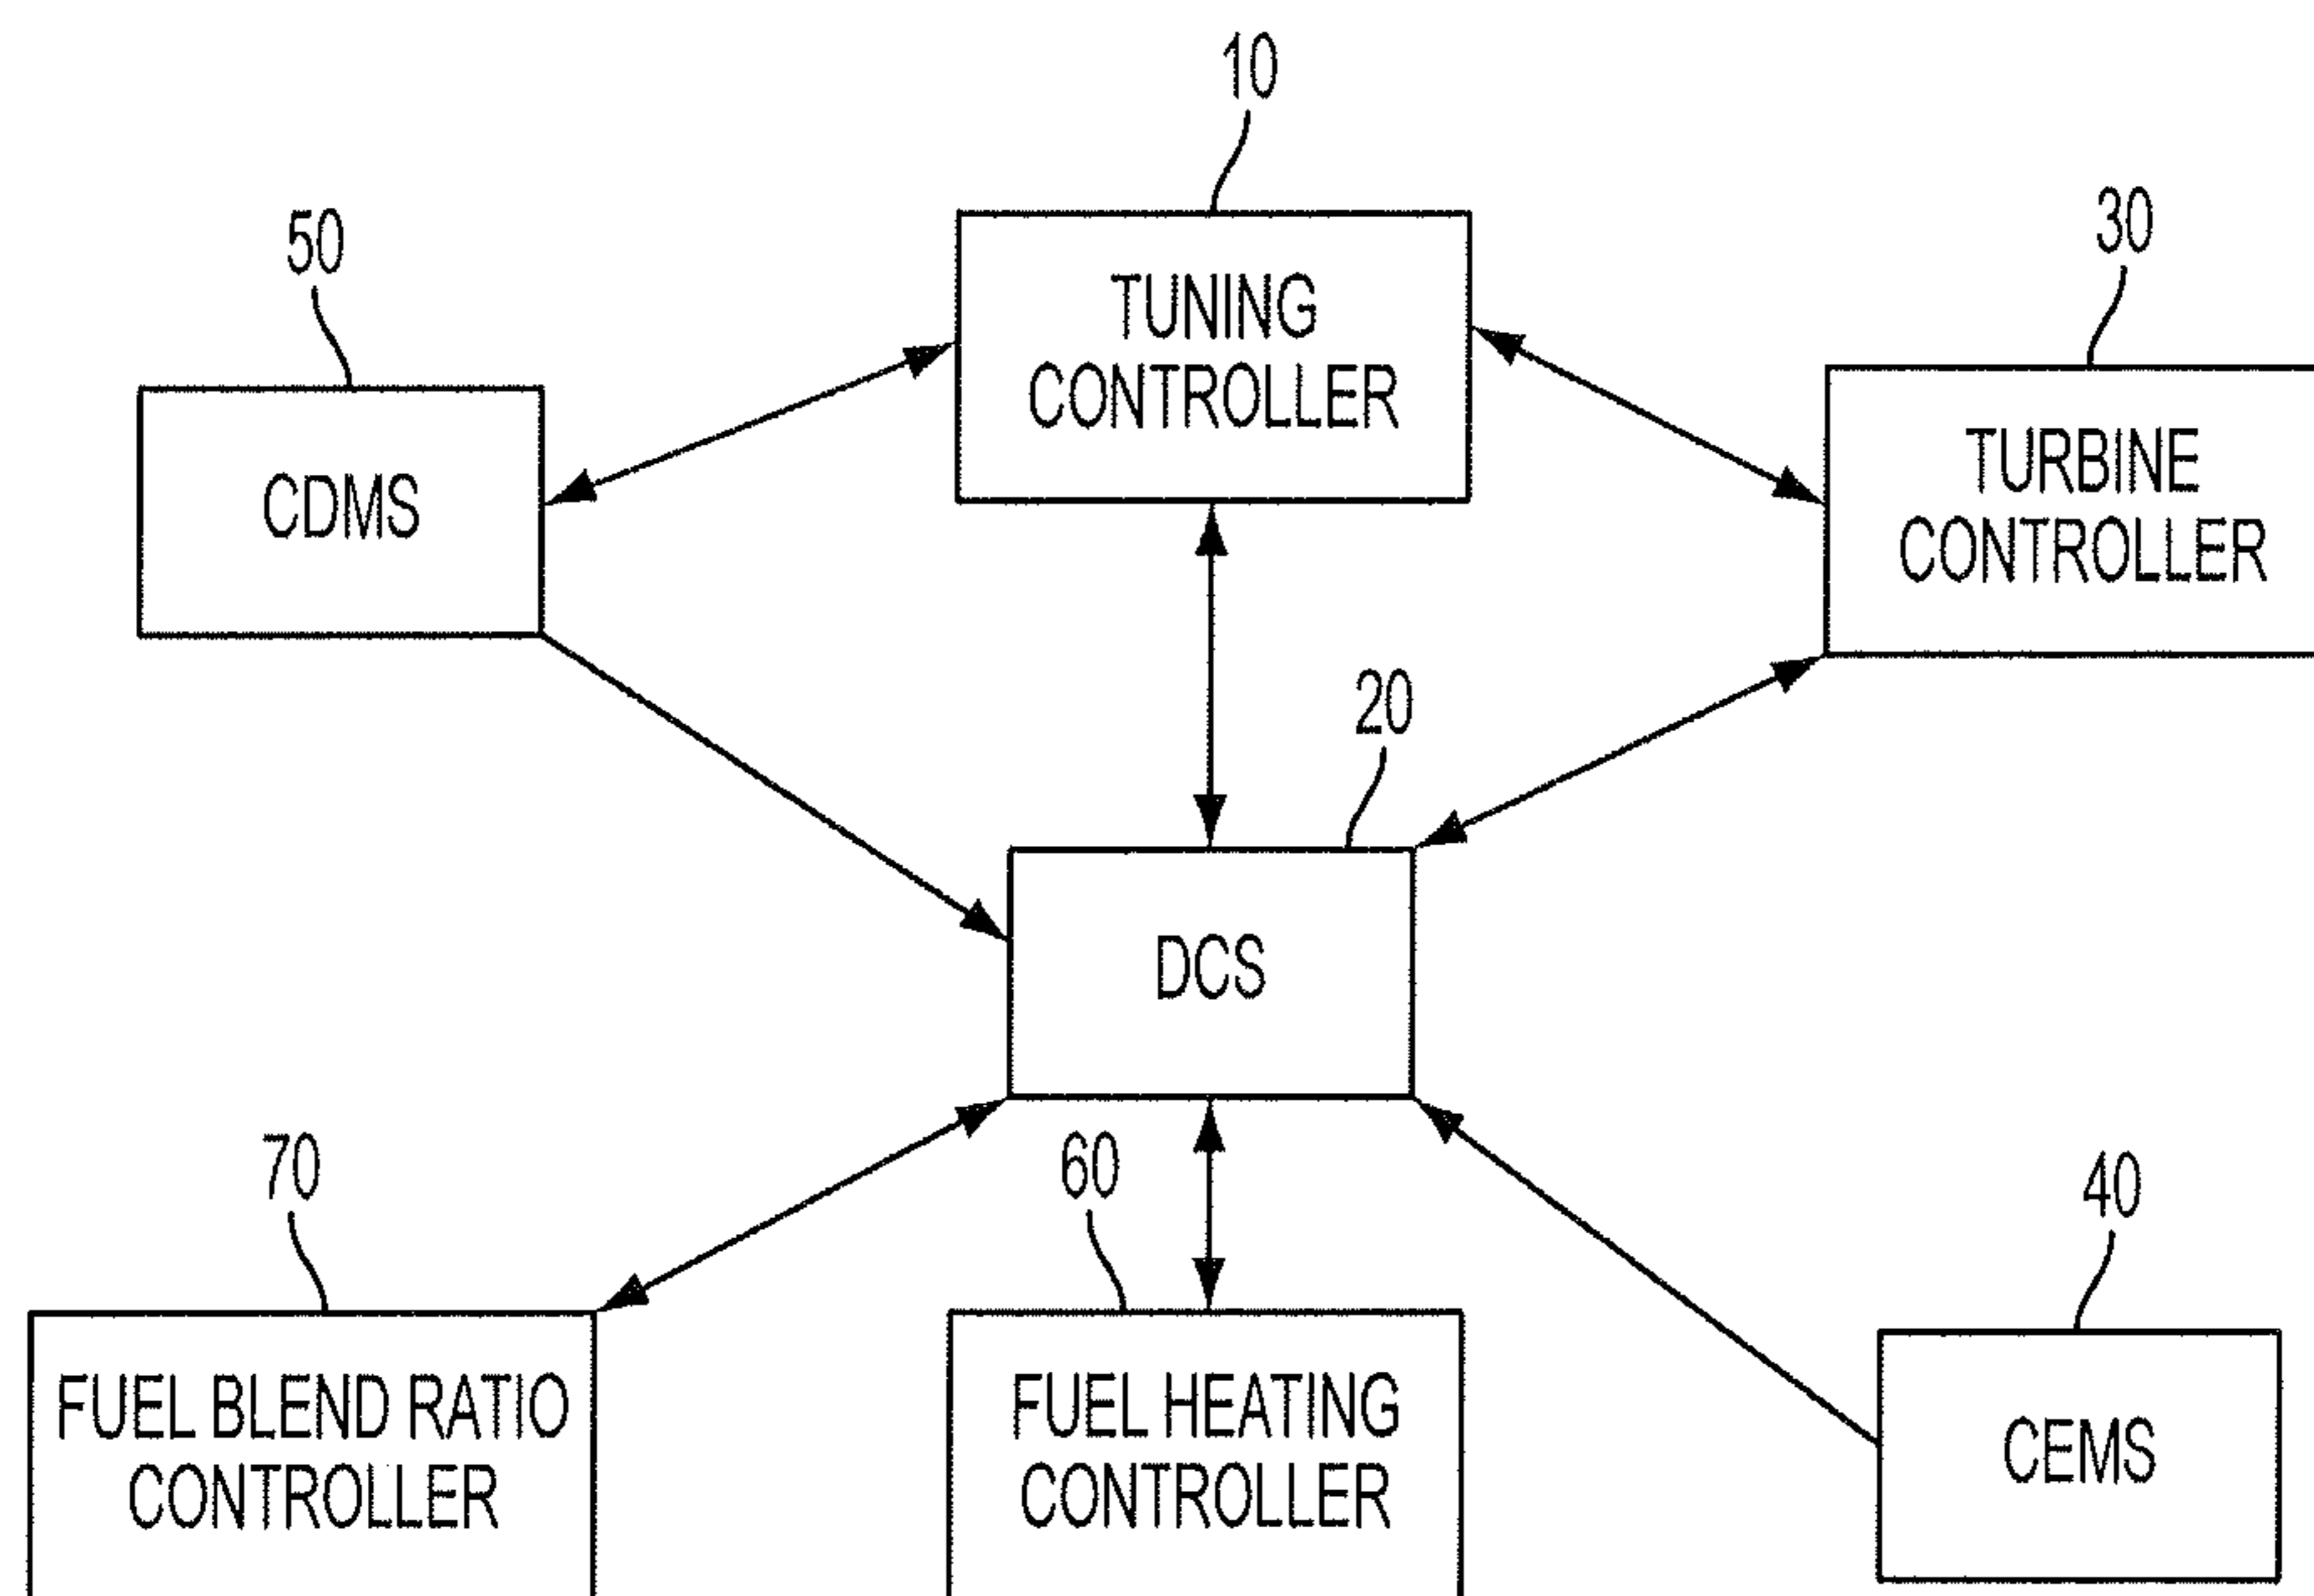 10
50
30
TUNING
CONTROLLER
TURBINE
CONTROLLER
CDMS
20
DCS
70
60
40
FUEL BLEND RATIO
CONTROLLER
FUEL HEATING
CONTROLLER
CEMS